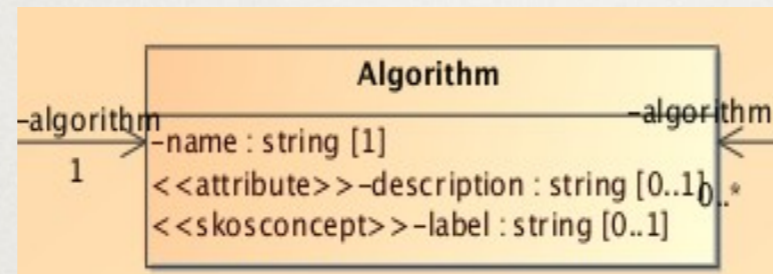 Algorithm
-algorithm
-algorithm
-name : string [1]
1
<<attribute>>-description : string [0..1]
0..*
<<skosconcept>>-label : string [0..1]